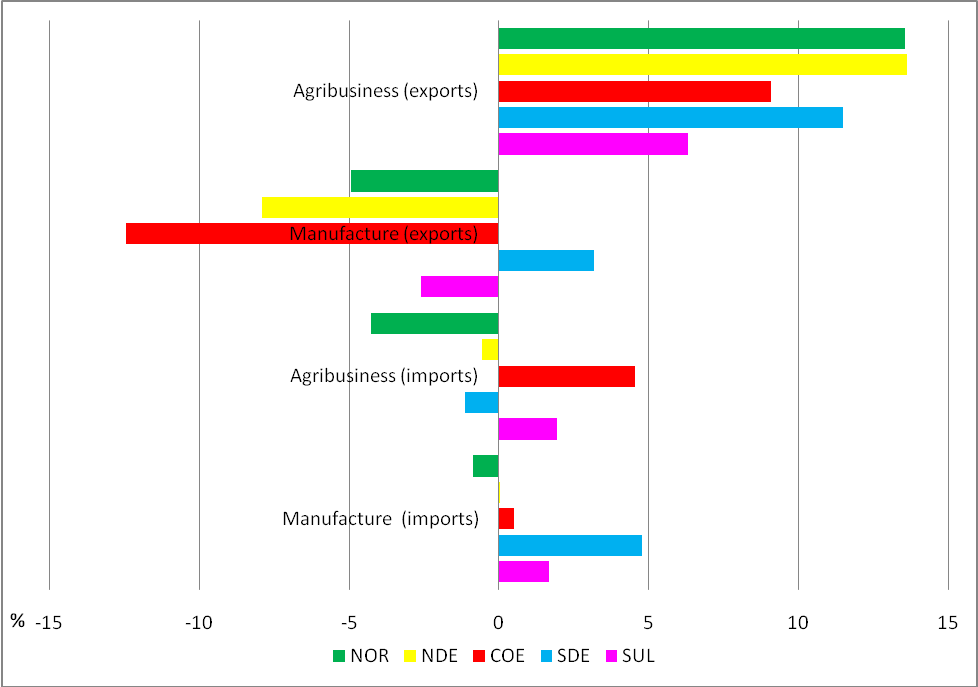 Agribusiness (exports)
Manufacture (exports)
Agribusiness (imports)
Manufacture (imports)
% -15 -10 -5 0 5 10 15
NOR NDE COE SDE SUL